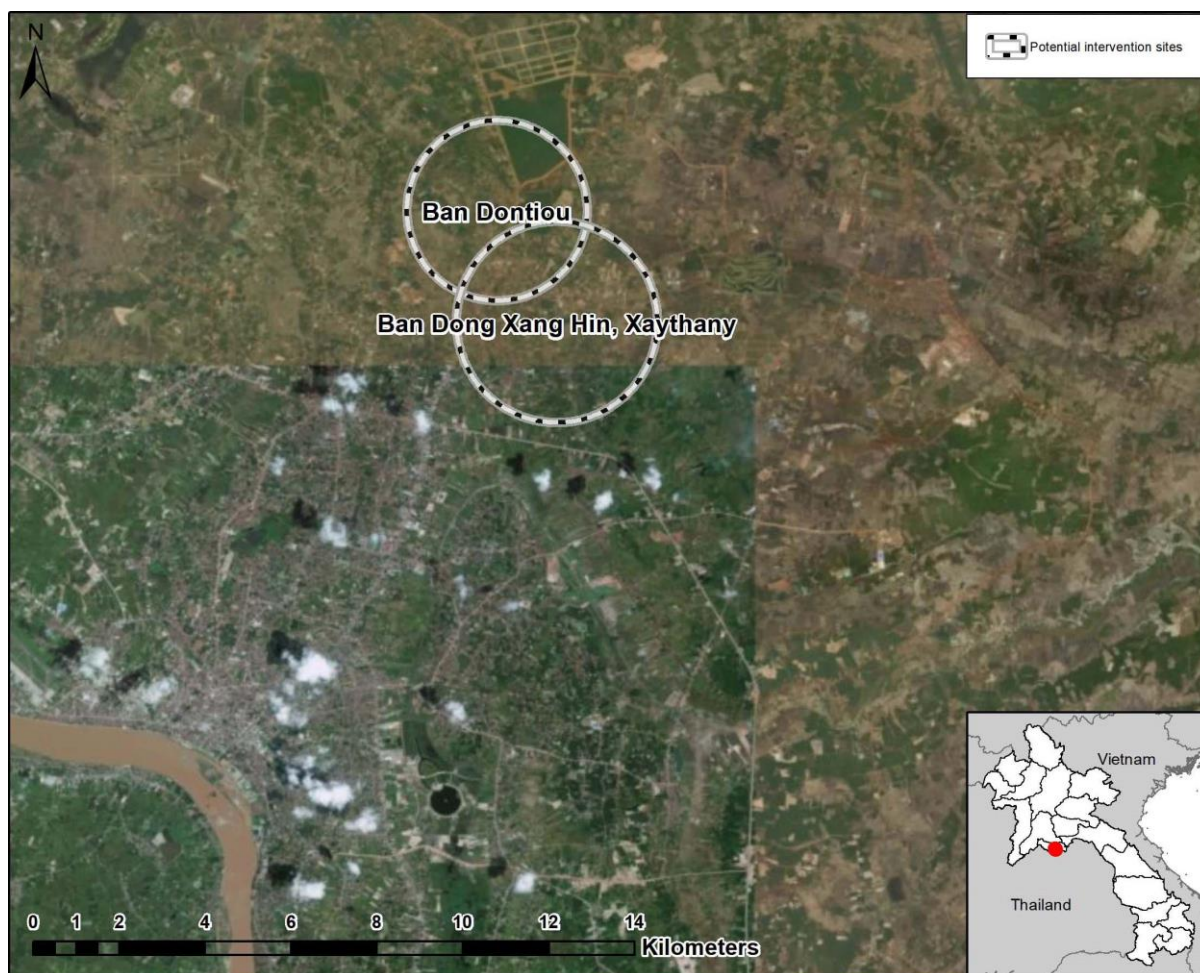 N
Potential intervention sites
Ban Dontiou
Ban Dong Xang Hin, Xaythany
Vietnam
Thailand
0 1 2 4 6 8 10 12 14
Kilometers